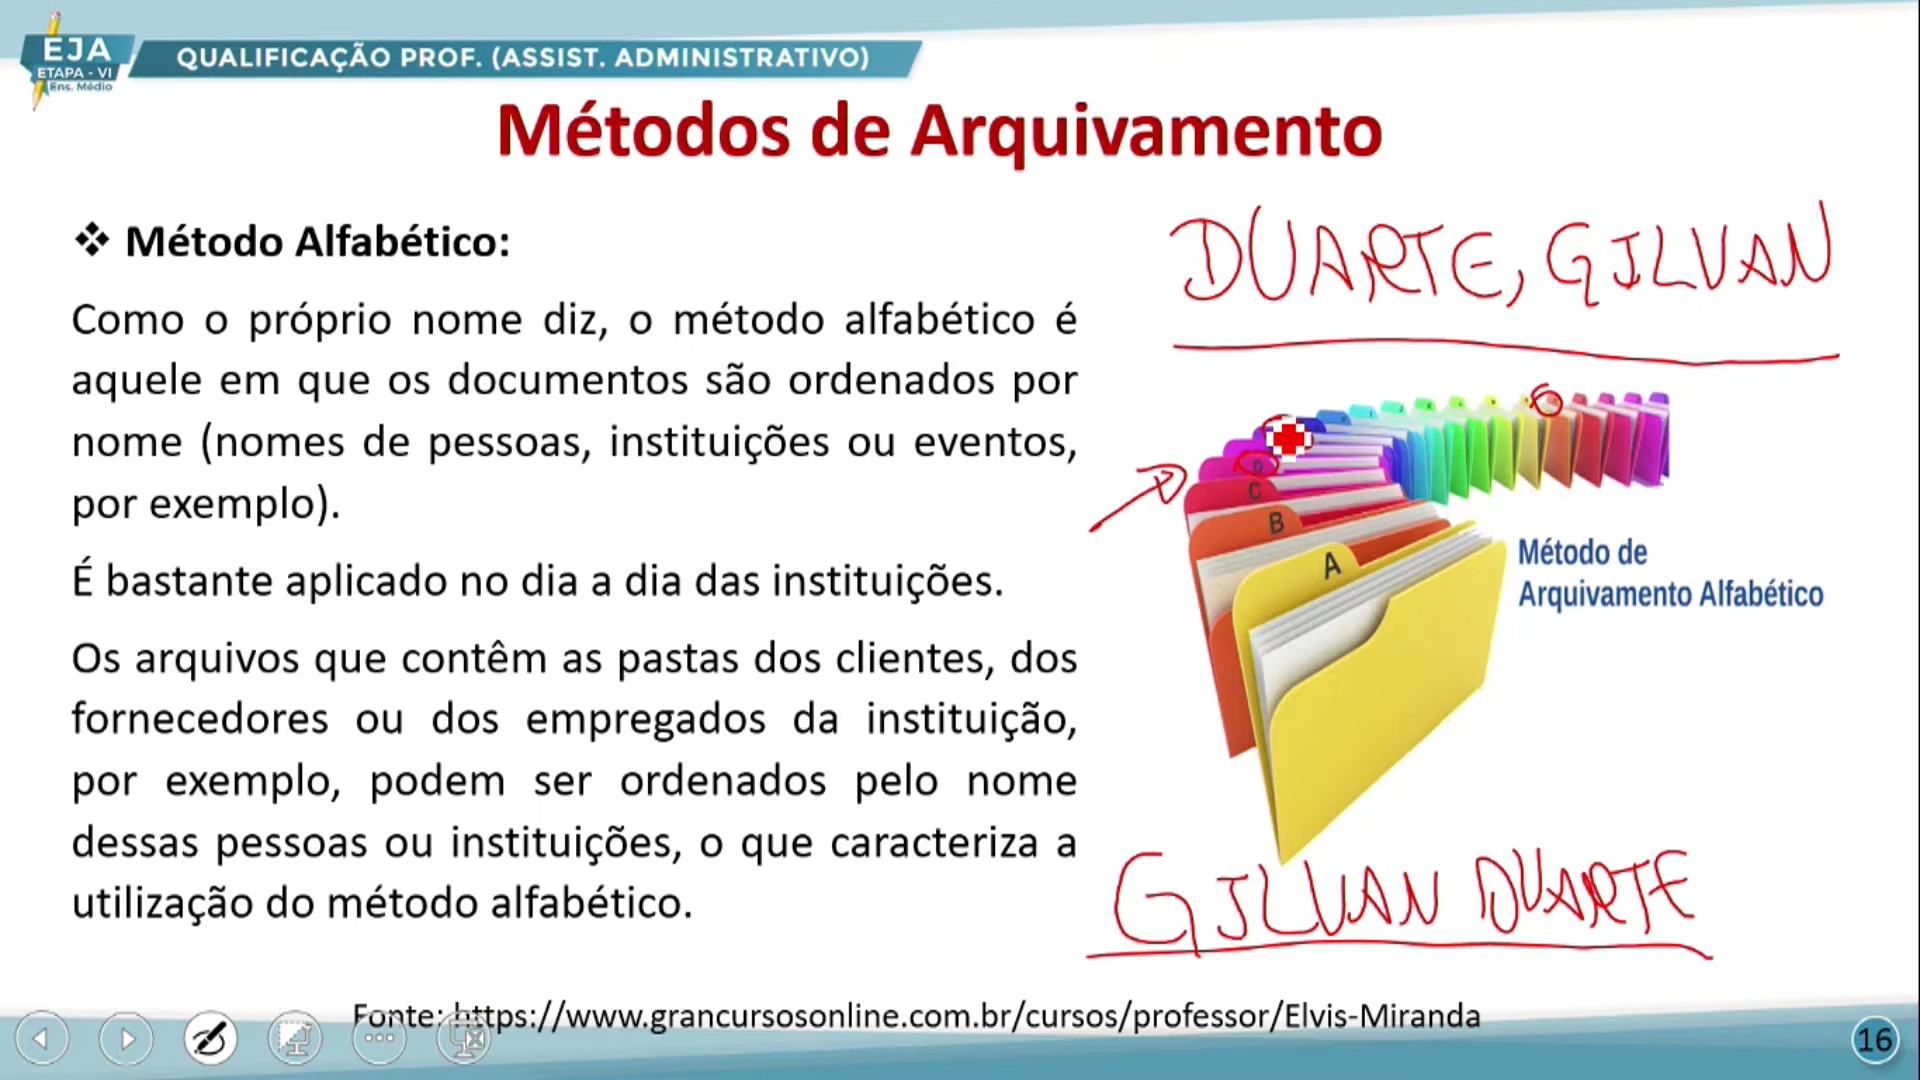 EJA
ETAPA - VI
Ens. Médio
QUALIFICAÇÃO PROF. (ASSIST. ADMINISTRATIVO)
Métodos de Arquivamento
❖ Método Alfabético:
Como o próprio nome diz, o método alfabético é
aquele em que os documentos são ordenados por
nome (nomes de pessoas, instituições ou eventos,
por exemplo).
É bastante aplicado no dia a dia das instituições.
Os arquivos que contêm as pastas dos clientes, dos
fornecedores ou dos empregados da instituição,
por exemplo, podem ser ordenados pelo nome
dessas pessoas ou instituições, o que caracteriza a
utilização do método alfabético.
DUARTE, GILVAN
D
C
B
A
Método de
Arquivamento Alfabético
GILVAN DUARTE
Fonte: https://www.grancursosonline.com.br/cursos/professor/Elvis-Miranda
16